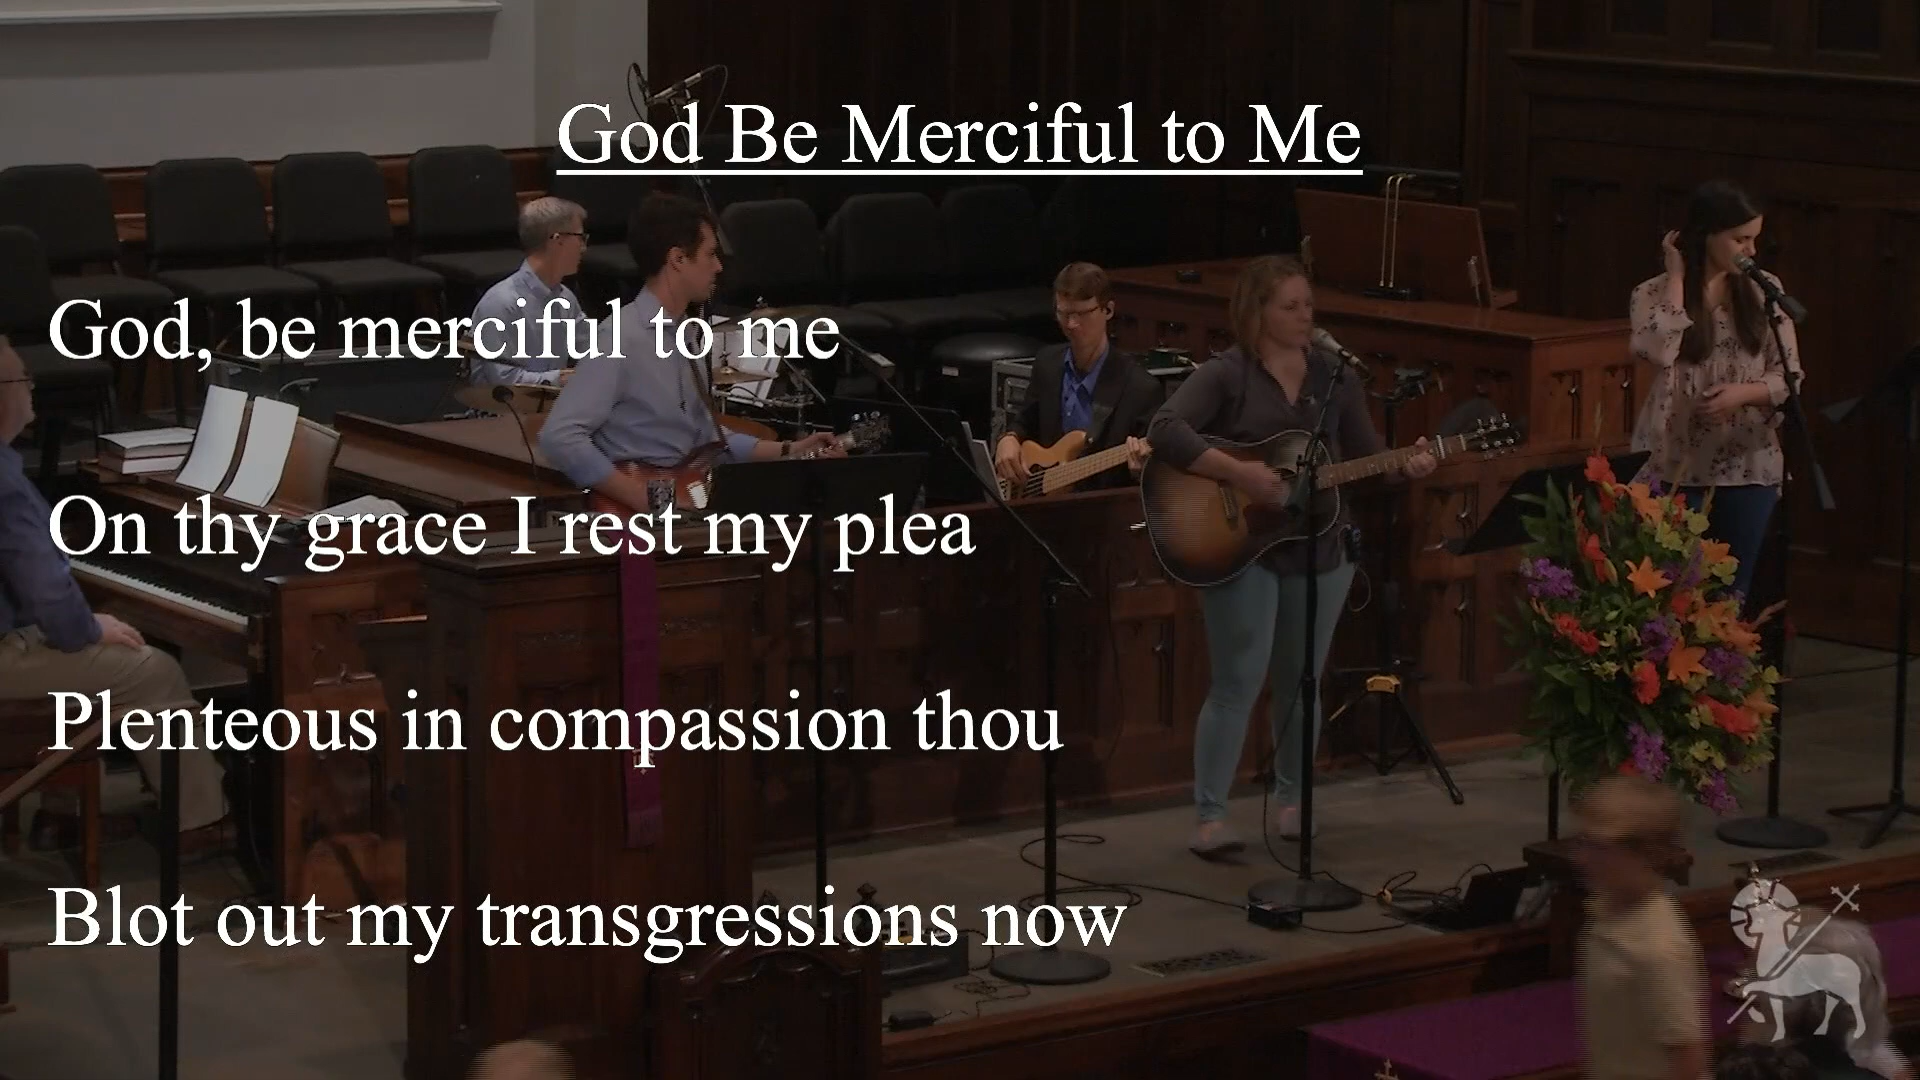 God Be Merciful to Me
God, be merciful to me
On thy grace I rest my plea
Plenteous in compassion thou
Blot out my transgressions now